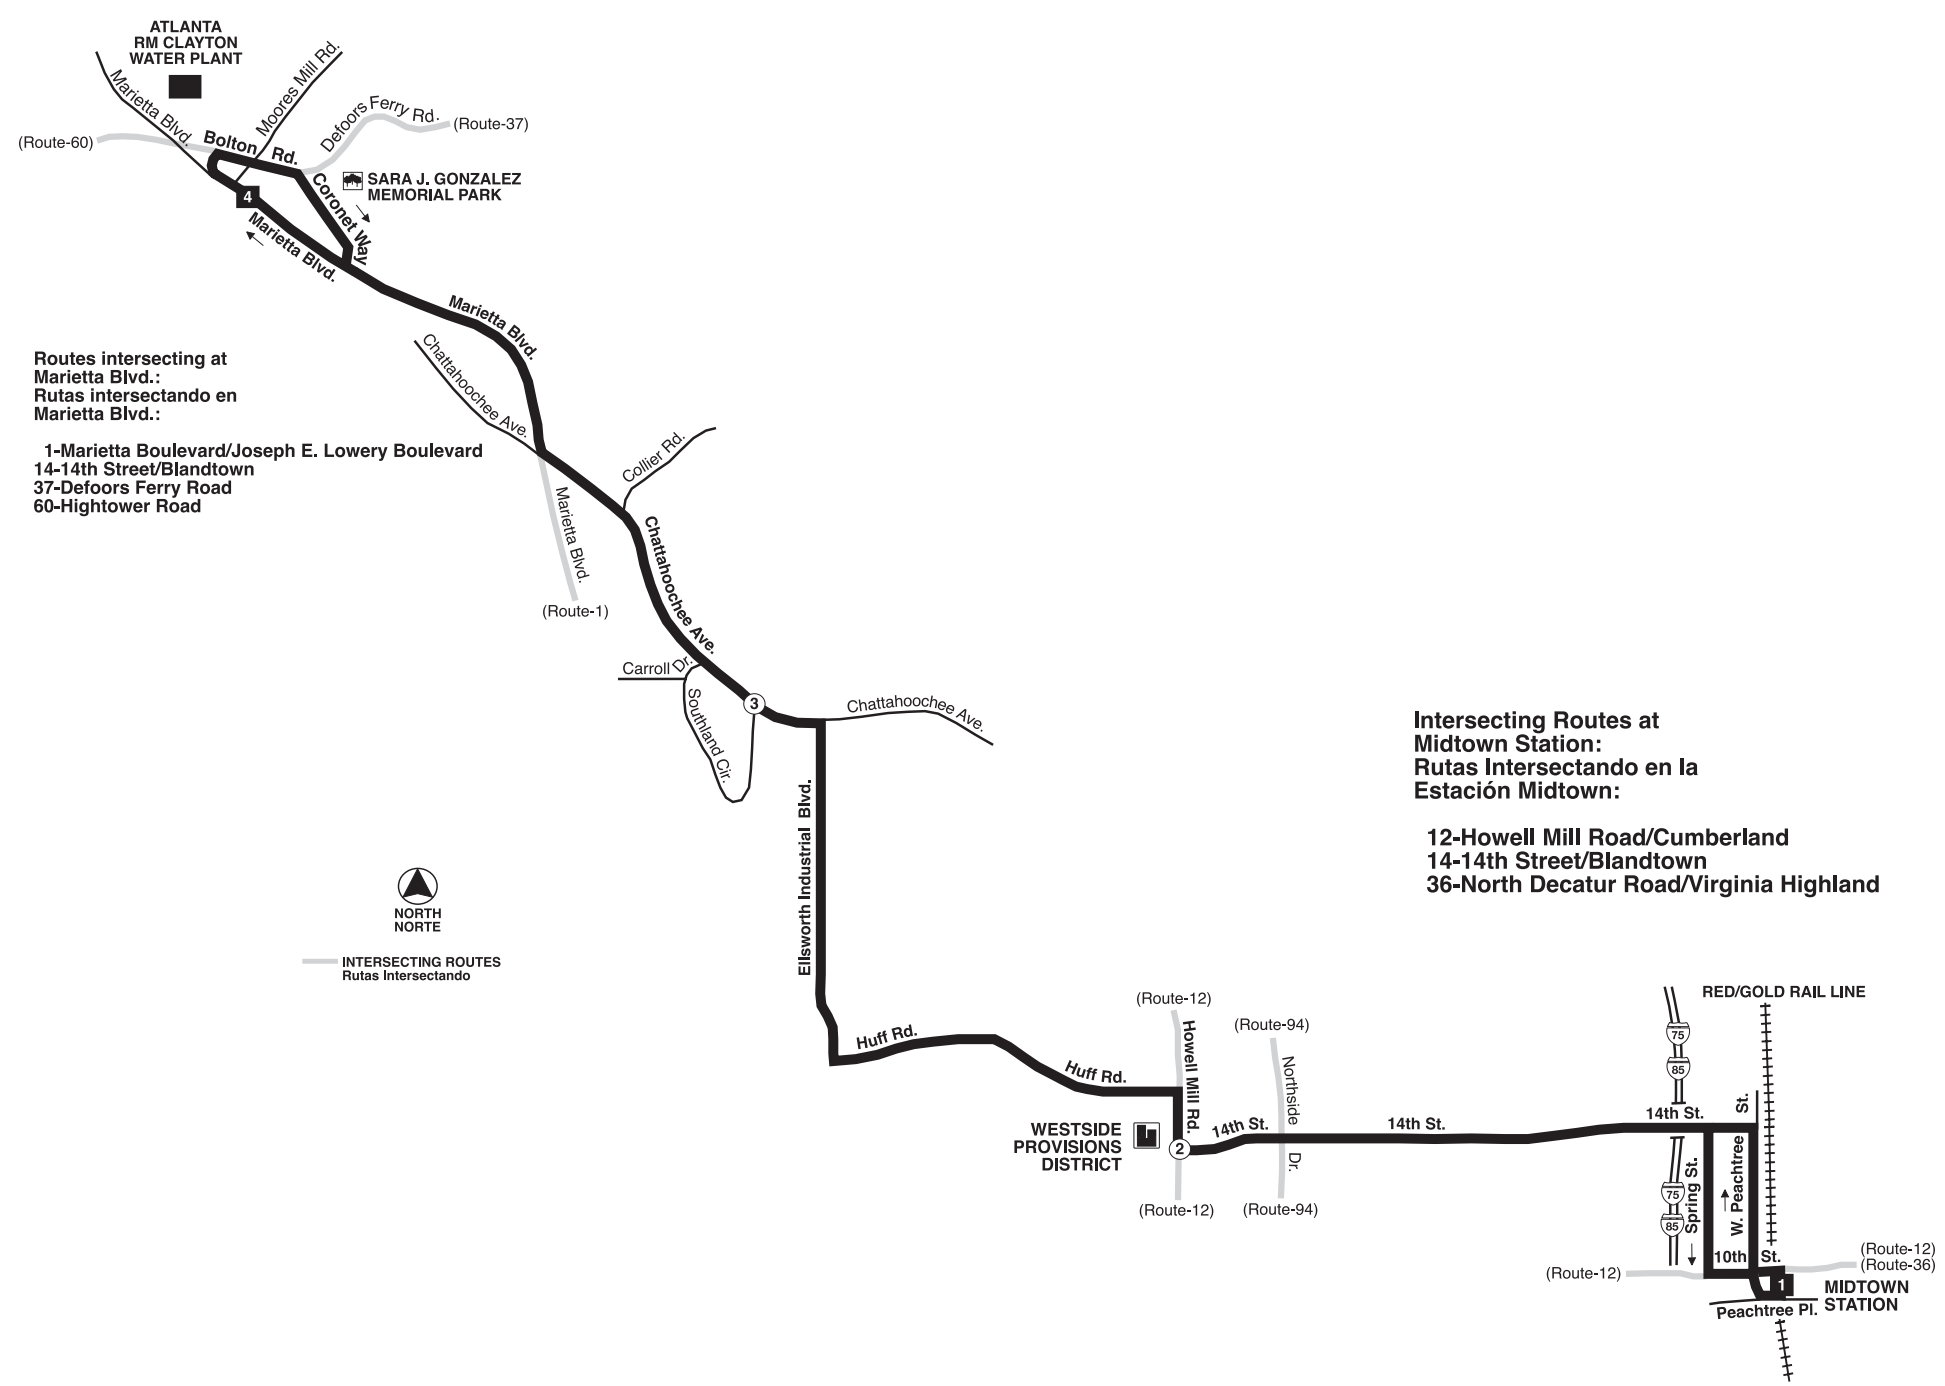 ATLANTA
RM CLAYTON
WATER PLANT
Marietta Blvd.
Moores Mill Rd.
Defoors Ferry Rd.
(Route-37)
(Route-60)
Bolton Rd.
SARA J. GONZALEZ
MEMORIAL PARK
4
Coronet Way
Marietta Blvd.
Marietta Blvd.
Chattahoochee Ave.
Routes intersecting at
Marietta Blvd.:
Rutas intersectando en
Marietta Blvd.:
1-Marietta Boulevard/Joseph E. Lowery Boulevard
14-14th Street/Blandtown
37-Defoors Ferry Road
60-Hightower Road
Collier Rd.
Marietta Blvd.
(Route-1)
Chattahoochee Ave.
Carroll Dr.
Southland Cir.
3
Chattahoochee Ave.
Ellsworth Industrial Blvd.
Intersecting Routes at
Midtown Station:
Rutas Intersectando en la
Estación Midtown:
12-Howell Mill Road/Cumberland
14-14th Street/Blandtown
36-North Decatur Road/Virginia Highland
NORTH
NORTE
INTERSECTING ROUTES
Rutas Intersectando
Huff Rd.
Huff Rd.
(Route-12)
Howell Mill Rd.
(Route-94)
Northside Dr.
WESTSIDE
PROVISIONS
DISTRICT
2
14th St.
14th St.
14th St.
(Route-12)
(Route-94)
RED/GOLD RAIL LINE
75
85
75
85
Spring St.
W. Peachtree St.
10th St.
(Route-12)
(Route-12)
(Route-36)
1
MIDTOWN
STATION
Peachtree Pl.